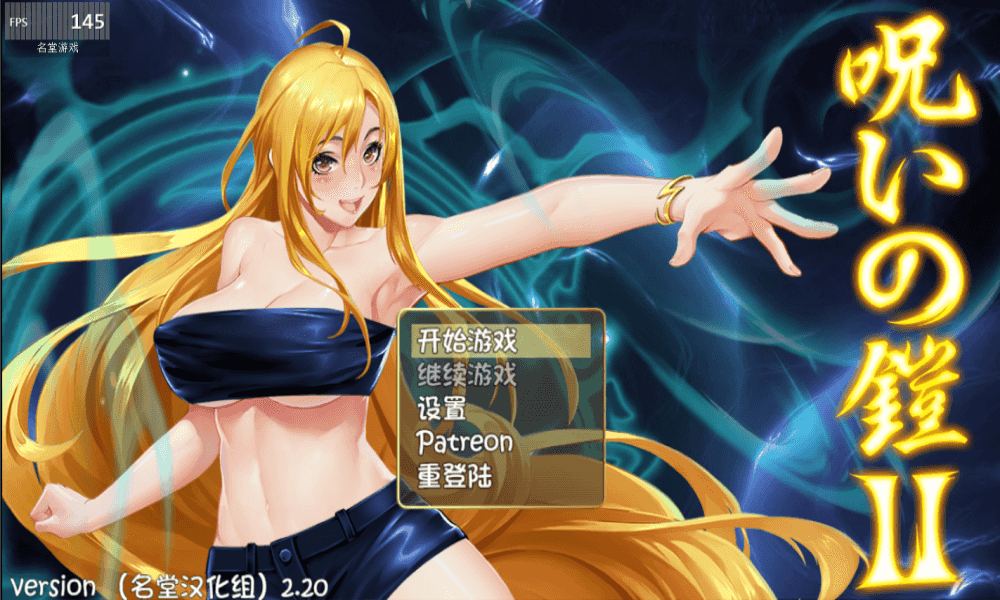 FPS 145
名堂游戏
呪いの鎧II
开始游戏
继续游戏
设置
Patreon
重登陆
version （名堂汉化组）2.20